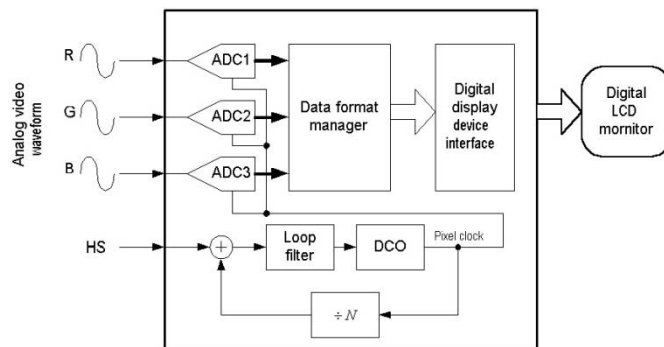 Analog video
waveform
R
G
B
HS
ADC1
ADC2
ADC3
Data format
manager
Digital
display
device
interface
Digital
LCD
mornitor
+
Loop
filter
DCO
Pixel clock
÷ N